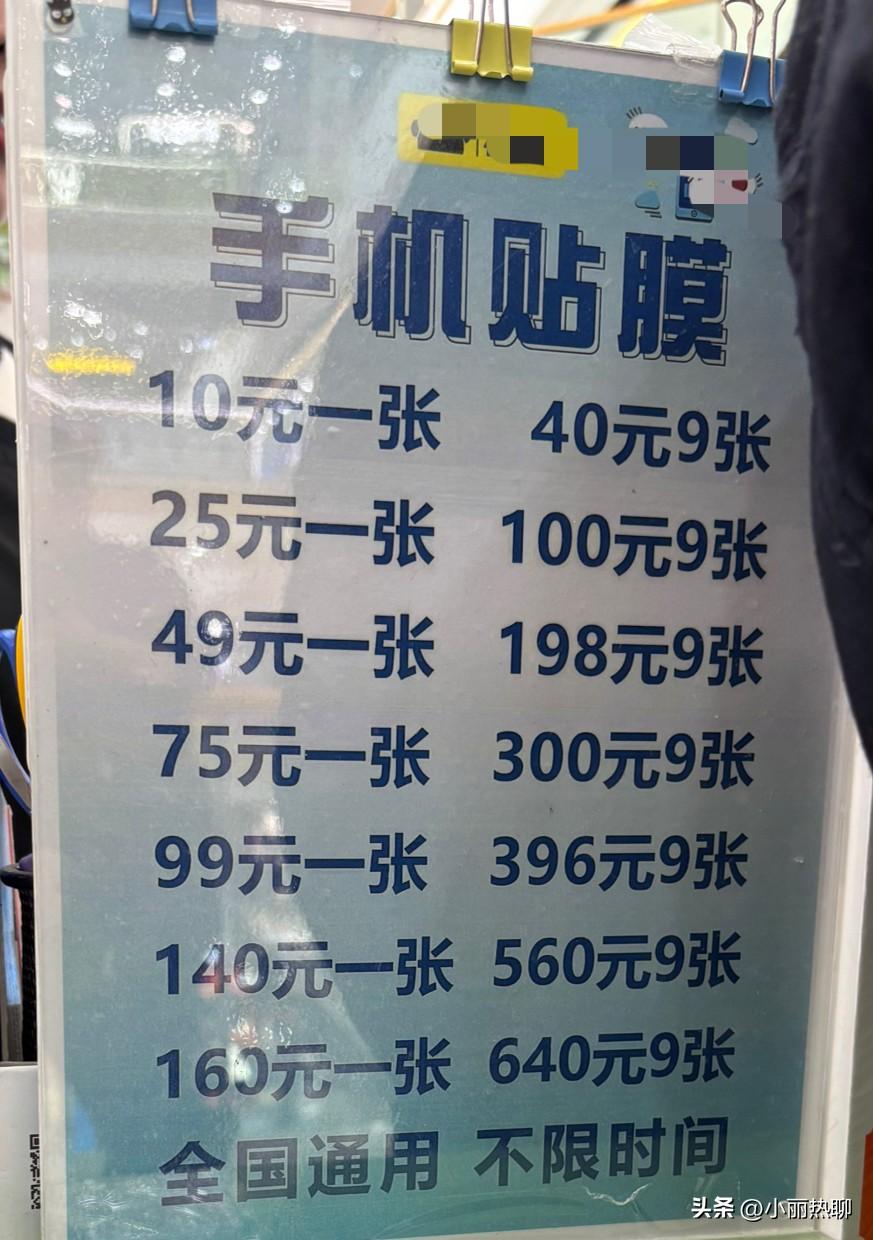 手机贴膜
10元一张 40元9张
25元一张 100元9张
49元一张 198元9张
75元一张 300元9张
99元一张 396元9张
140元一张 560元9张
160元一张 640元9张
全国通用 不限时间
头条 @小丽热聊